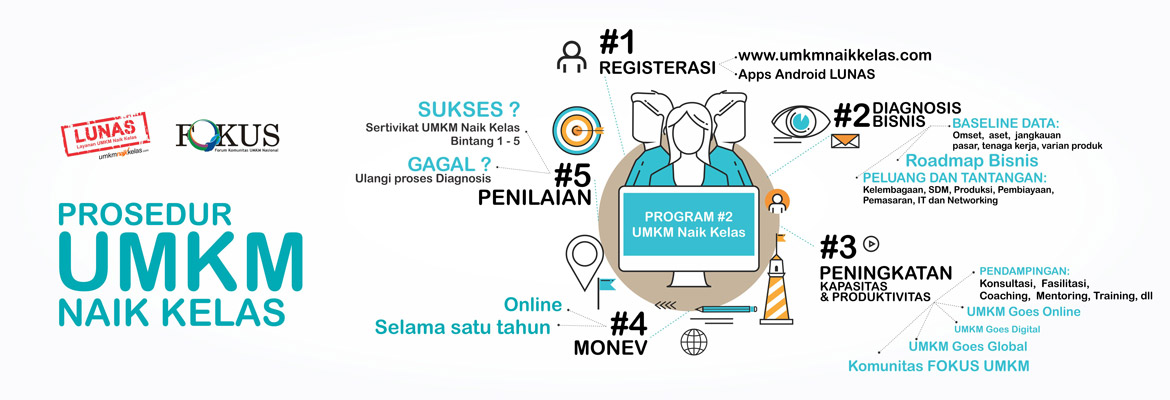 LUNAS
Layanan UMKM Naik Kelas
umkmnaikkelas.com
FOKUS
Forum Komunitas UMKM Nasional
PROSEDUR
UMKM
NAIK KELAS
#1
REGISTERASI
www.umkmnaikkelas.com
Apps Android LUNAS
#2 DIAGNOSIS
BISNIS
BASELINE DATA:
Omset, aset, jangkauan
pasar, tenaga kerja, varian produk
Roadmap Bisnis
PELUANG DAN TANTANGAN:
Kelembagaan, SDM, Produksi, Pembiayaan,
Pemasaran, IT dan Networking
#3
PENINGKATAN
KAPASITAS
& PRODUKTIVITAS
PENDAMPINGAN:
Konsultasi, Fasilitasi,
Coaching, Mentoring, Training, dll
UMKM Goes Online
UMKM Goes Digital
UMKM Goes Global
Komunitas FOKUS UMKM
#4
MONEV
Online
Selama satu tahun
#5
PENILAIAN
SUKSES ?
Sertivikat UMKM Naik Kelas
Bintang 1 - 5
GAGAL ?
Ulangi proses Diagnosis
PROGRAM #2
UMKM Naik Kelas